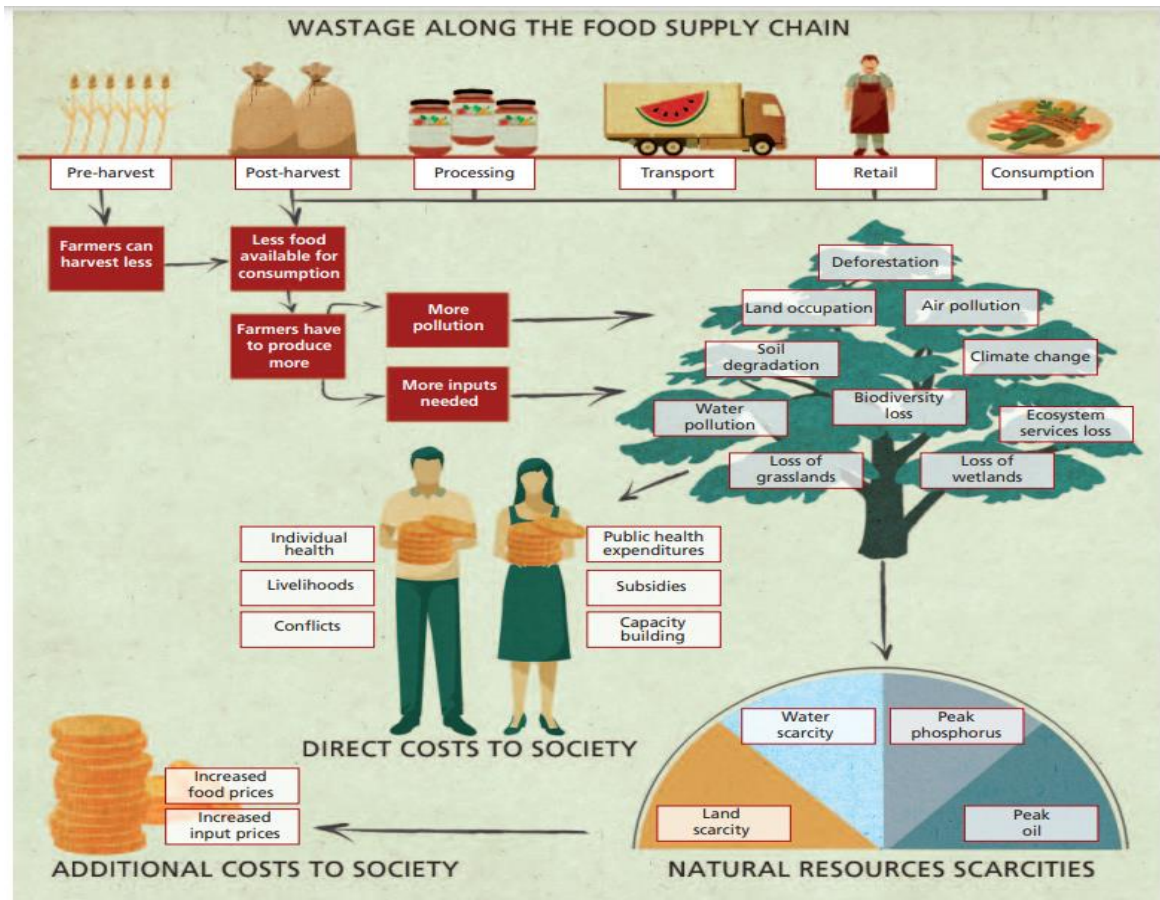 WASTAGE ALONG THE FOOD SUPPLY CHAIN
Pre-harvest
Post-harvest
Processing
Transport
Retail
Consumption
Farmers can
harvest less
Less food
available for
consumption
Farmers have
to produce
more
More
pollution
More inputs
needed
Deforestation
Land occupation
Air pollution
Soil
degradation
Climate change
Biodiversity
loss
Water
pollution
Ecosystem
services loss
Loss of
grasslands
Loss of
wetlands
Individual
health
Livelihoods
Conflicts
Public health
expenditures
Subsidies
Capacity
building
DIRECT COSTS TO SOCIETY
Water
scarcity
Peak
phosphorus
Land
scarcity
Peak
oil
NATURAL RESOURCES SCARCITIES
Increased
food prices
Increased
input prices
ADDITIONAL COSTS TO SOCIETY